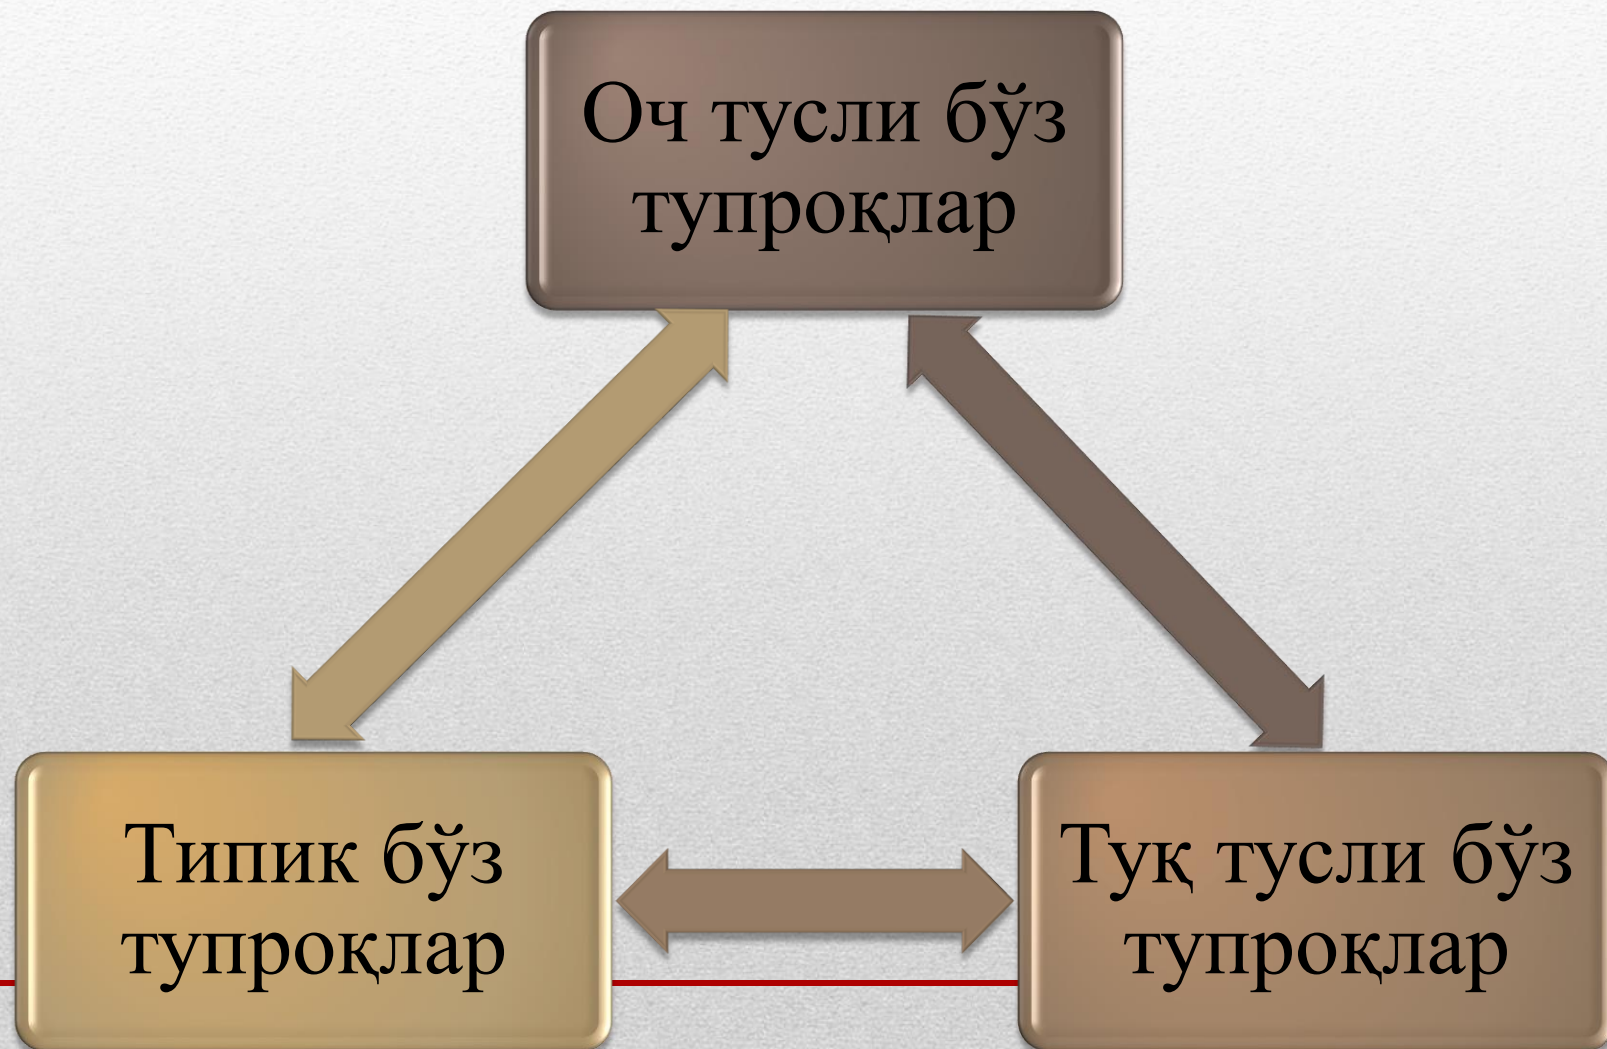 Оч тусли бўз
тупроқлар
Типик бўз
тупроқлар
Туқ тусли бўз
тупроқлар